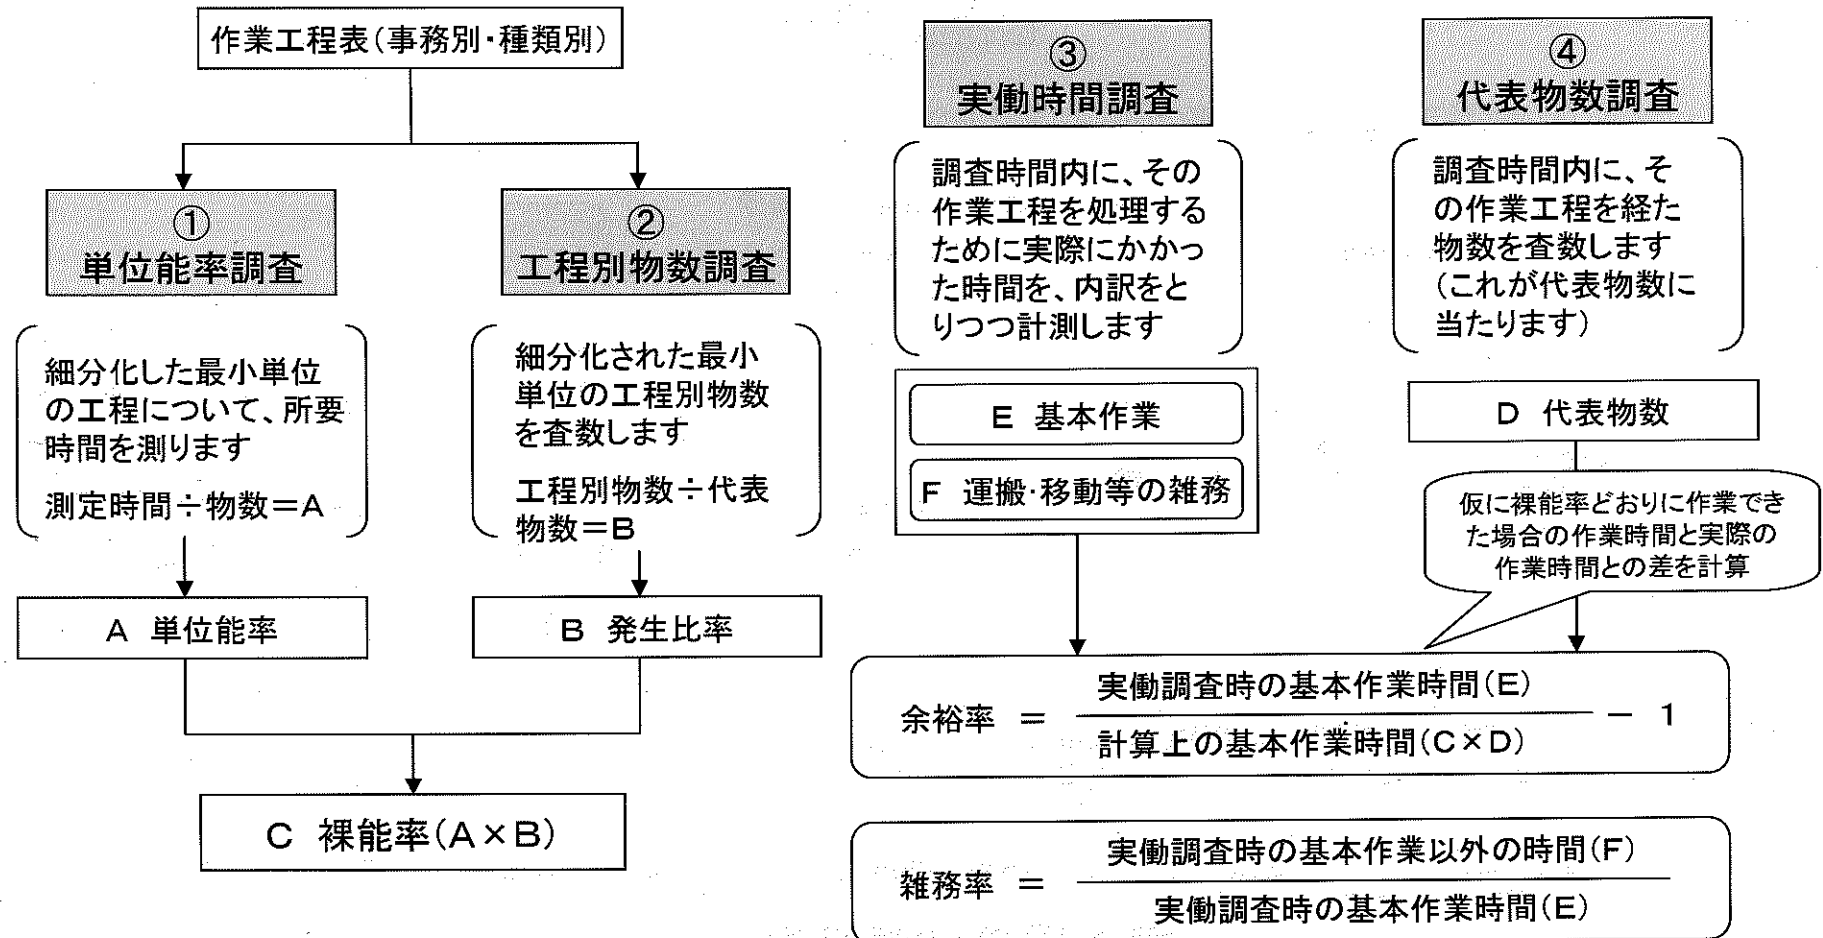 作業工程表(事務別・種類別)
①
単位能率調査
細分化した最小単位
の工程について、所要
時間を測ります
測定時間÷物数=A
A 単位能率
②
工程別物数調査
細分化された最小
単位の工程別物数
を査数します
工程別物数÷代表
物数=B
B 発生比率
C 裸能率(A×B)
③
実働時間調査
調査時間内に、その
作業工程を処理する
ために実際にかかっ
た時間を、内訳をと
りつつ計測します
E 基本作業
F 運搬・移動等の雑務
④
代表物数調査
調査時間内に、そ
の作業工程を経た
物数を査数します
(これが代表物数に
当たります)
D 代表物数
仮に裸能率どおりに作業でき
た場合の作業時間と実際の
作業時間との差を計算
余裕率 = 実働調査時の基本作業時間(E)
計算上の基本作業時間(C×D) - 1
雑務率 = 実働調査時の基本作業以外の時間(F)
実働調査時の基本作業時間(E)